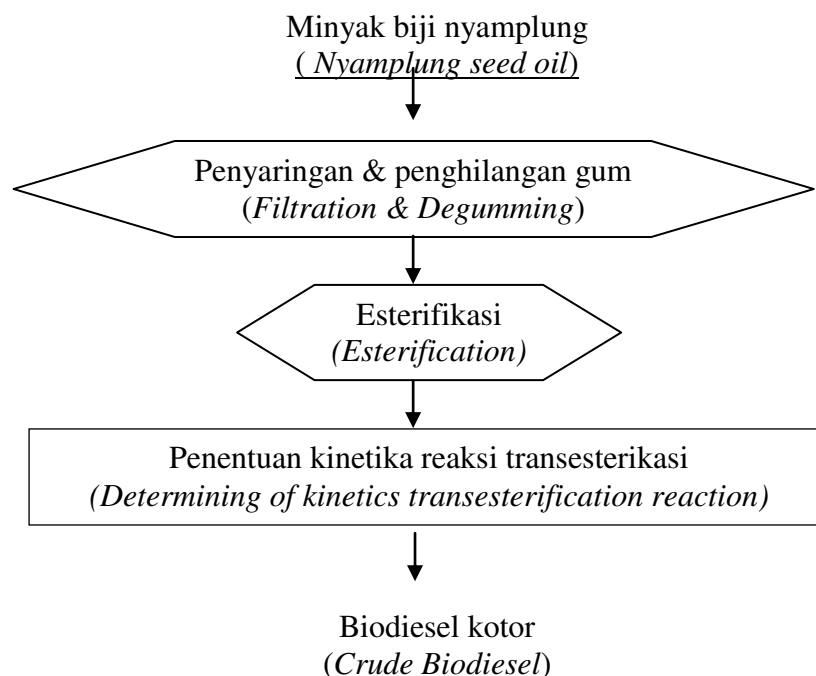 Minyak biji nyamplung
( Nyamplung seed oil)
Penyaringan & penghilangan gum
(Filtration & Degumming)
Esterifikasi
(Esterification)
Penentuan kinetika reaksi transesterikasi
(Determining of kinetics transesterification reaction)
Biodiesel kotor
(Crude Biodiesel)